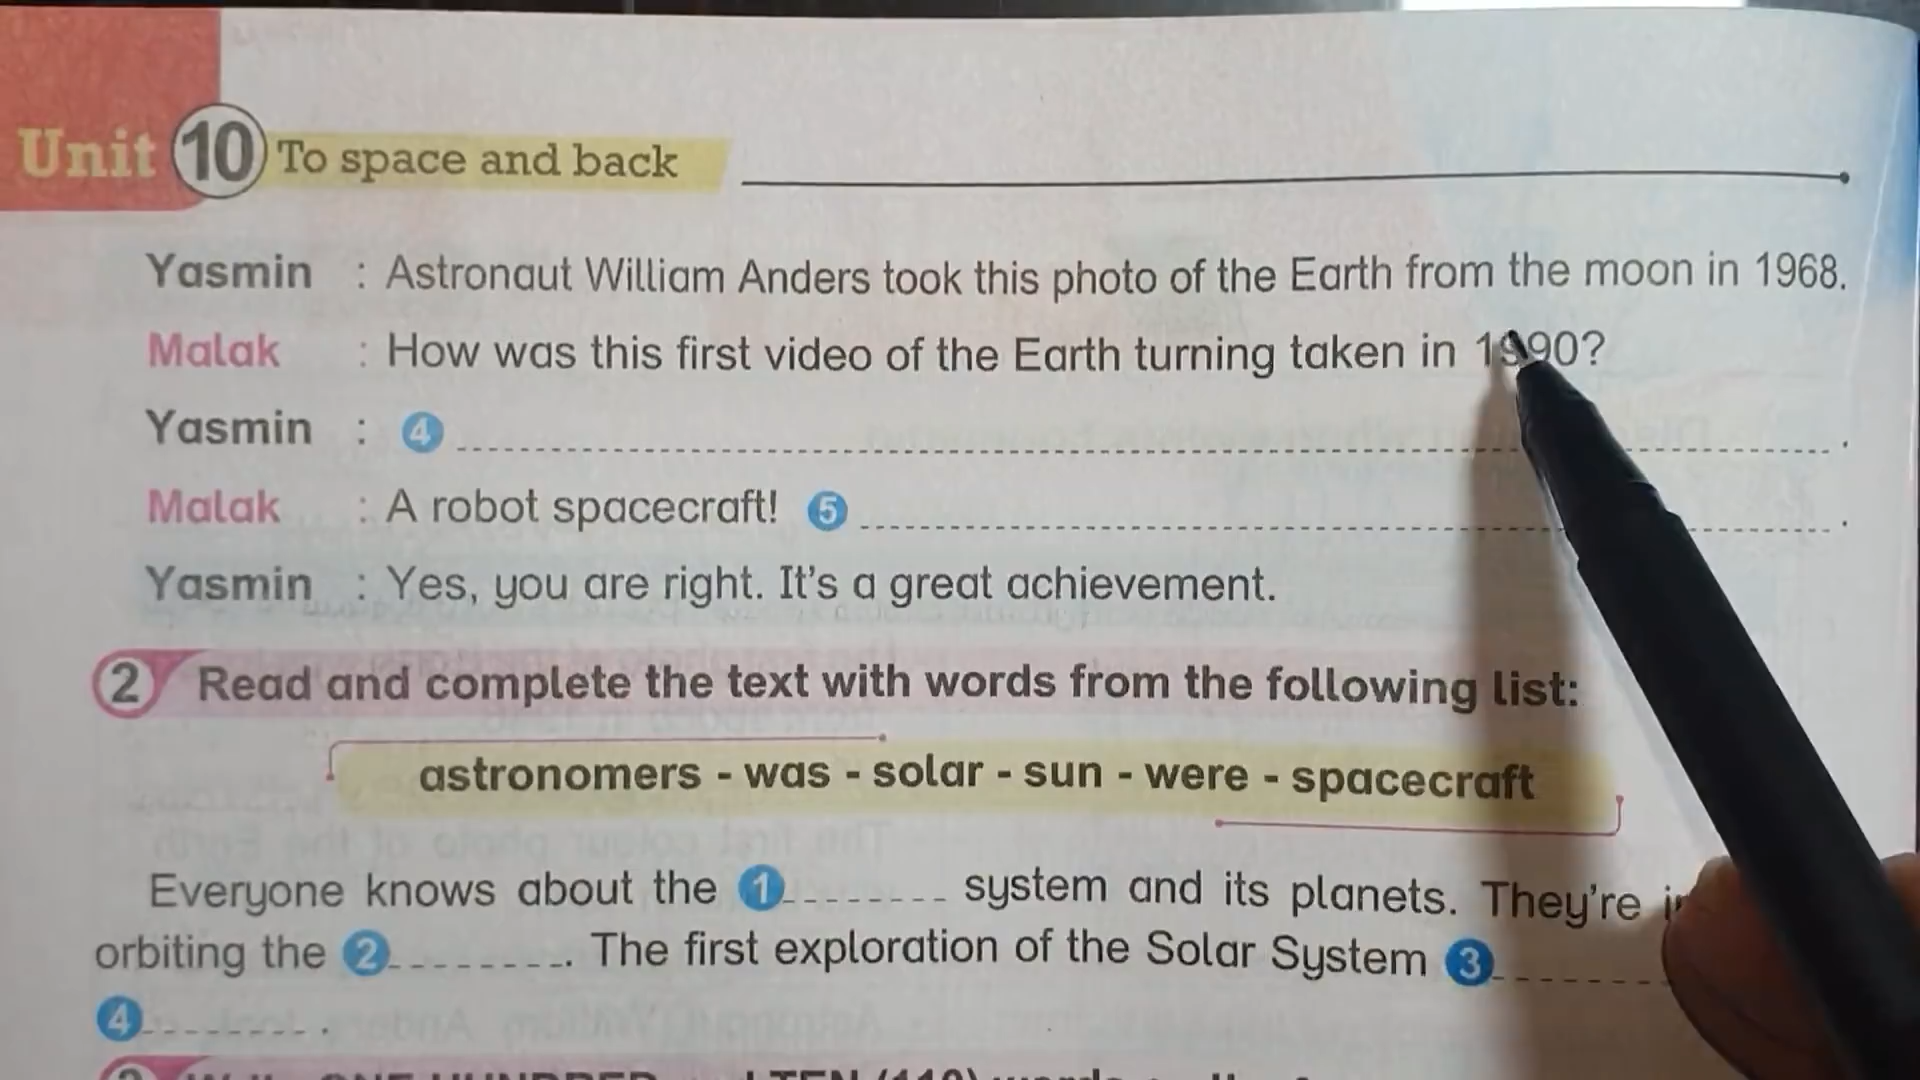 Unit 10 To space and back
Yasmin : Astronaut William Anders took this photo of the Earth from the moon in 1968.
Malak : How was this first video of the Earth turning taken in 1990?
Yasmin : 4 .
Malak : A robot spacecraft! 5 .
Yasmin : Yes, you are right. It's a great achievement.
2 Read and complete the text with words from the following list:
astronomers - was - solar - sun - were - spacecraft
Everyone knows about the 1 system and its planets. They're
orbiting the 2 . The first exploration of the Solar System 3
4 .